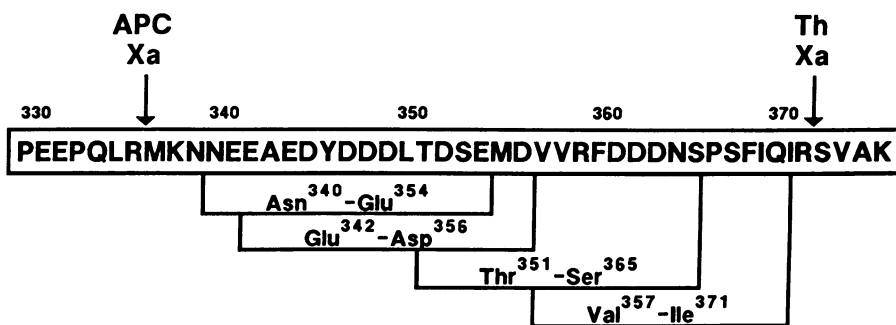 APC Th
Xa Xa
330 340 350 360 370
PEEPQLRMKNNEEAEDYDDDLTDSEMDVVRFDDDNSPSFIQIRSVAK
Asn340-Glu354
Glu342-Asp356
Thr351-Ser365
Val357-Ile371